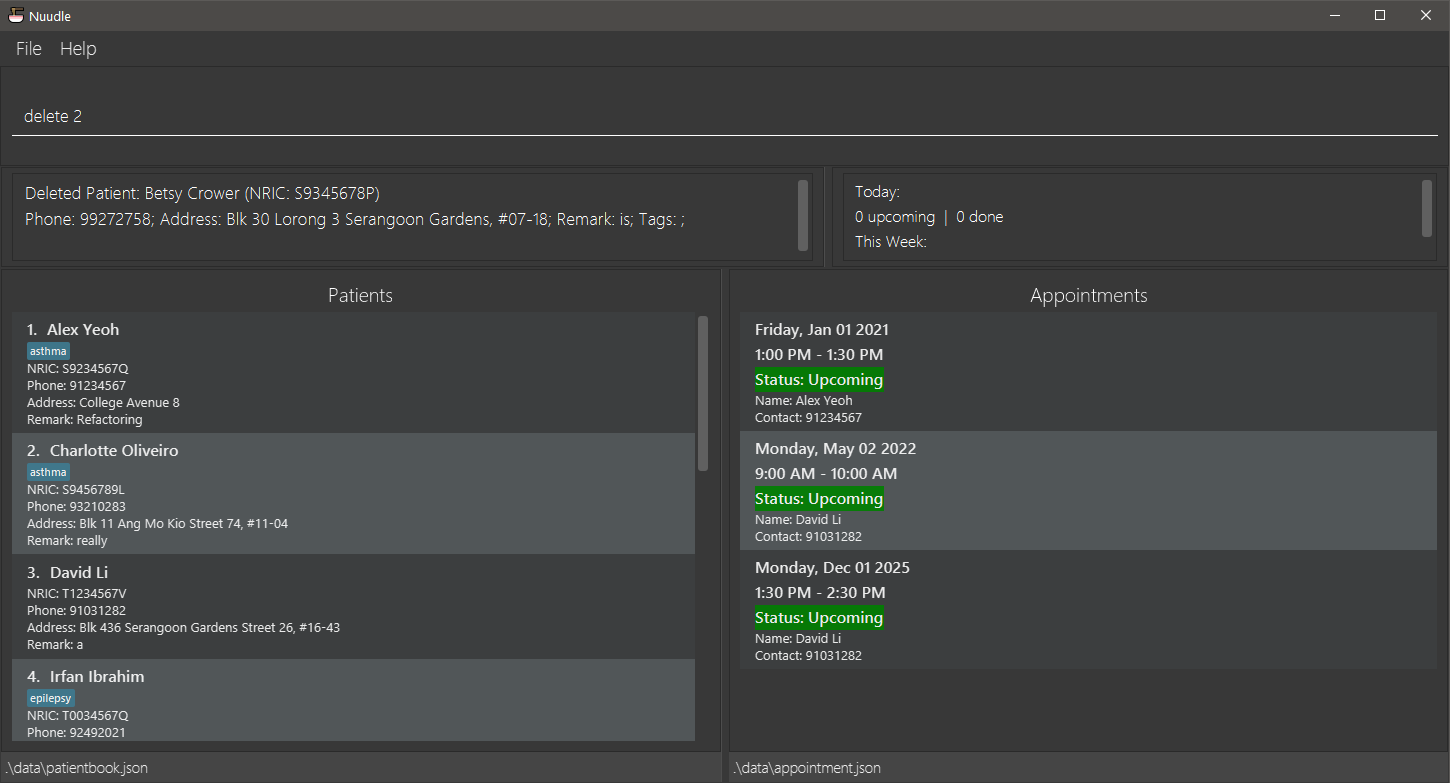 Nuudle
File Help
delete 2
Deleted Patient: Betsy Crower (NRIC: S9345678P)
Phone: 99272758; Address: Blk 30 Lorong 3 Serangoon Gardens, #07-18; Remark: is; Tags: ;
Today:
0 upcoming | 0 done
This Week:
Patients
1. Alex Yeoh
asthma
NRIC: S9234567Q
Phone: 91234567
Address: College Avenue 8
Remark: Refactoring
2. Charlotte Oliveiro
asthma
NRIC: S9456789L
Phone: 93210283
Address: Blk 11 Ang Mo Kio Street 74, #11-04
Remark: really
3. David Li
NRIC: T1234567V
Phone: 91031282
Address: Blk 436 Serangoon Gardens Street 26, #16-43
Remark: a
4. Irfan Ibrahim
epilepsy
NRIC: T0034567Q
Phone: 92492021
Appointments
Friday, Jan 01 2021
1:00 PM - 1:30 PM
Status: Upcoming
Name: Alex Yeoh
Contact: 91234567
Monday, May 02 2022
9:00 AM - 10:00 AM
Status: Upcoming
Name: David Li
Contact: 91031282
Monday, Dec 01 2025
1:30 PM - 2:30 PM
Status: Upcoming
Name: David Li
Contact: 91031282
.\data\patientbook.json
.\data\appointment.json